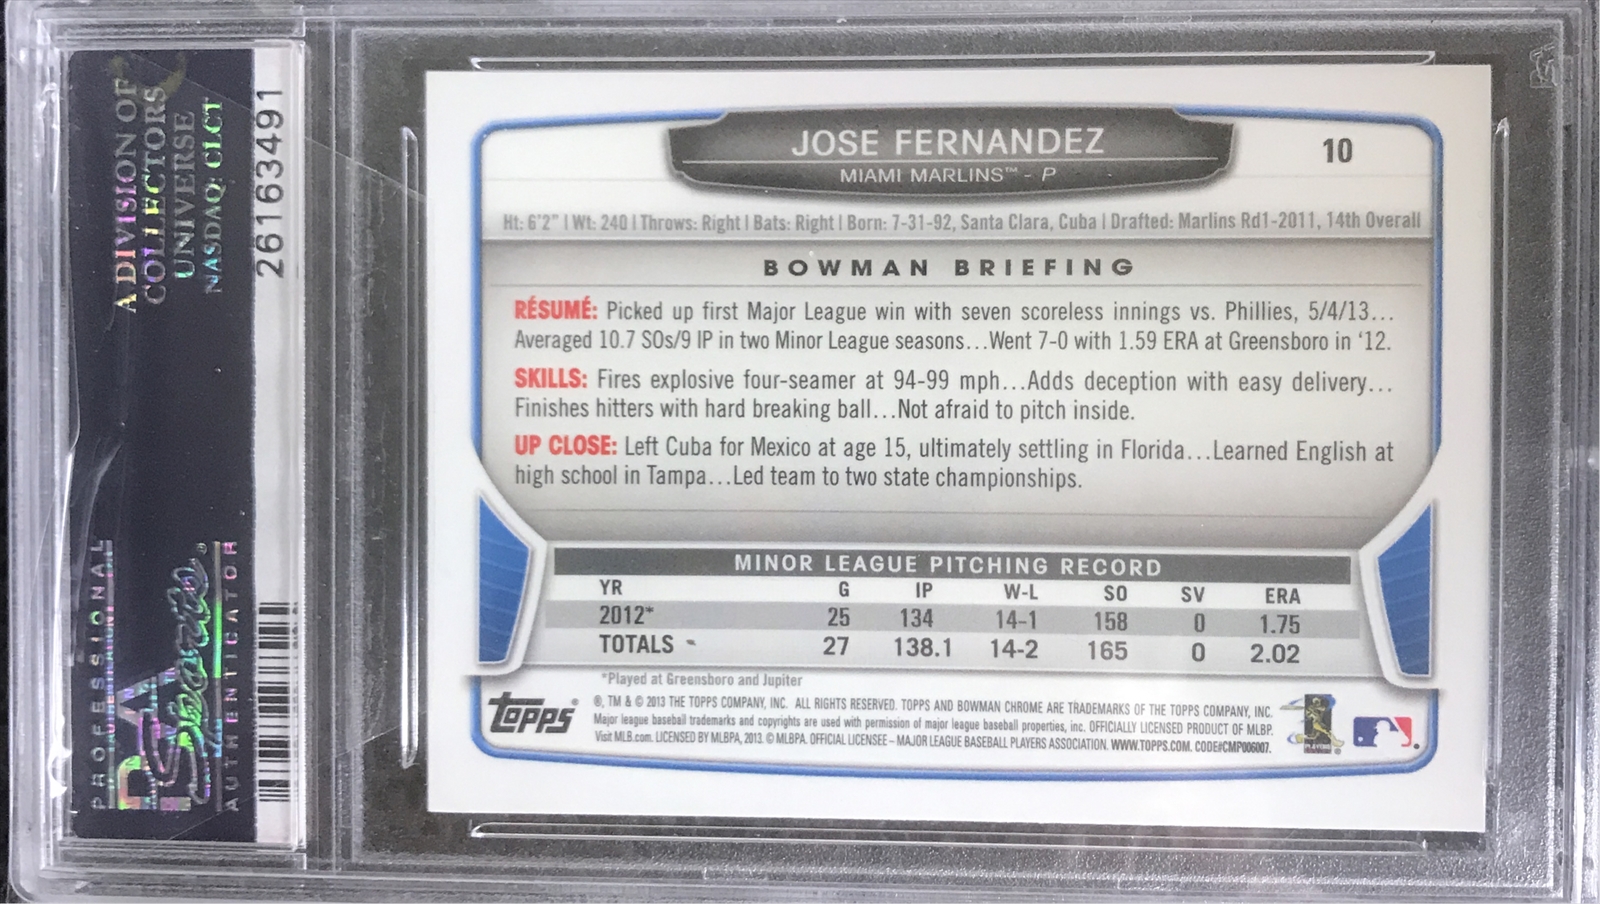 A DIVISION OF
COLLECTORS
UNIVERSE
NASDAQ: CLCT
26163491
PROFESSIONAL
PSA
AUTHENTICATOR
JOSE FERNANDEZ
MIAMI MARLINS™ - P
10
Ht: 6'2" | Wt: 240 | Throws: Right | Bats: Right | Born: 7-31-92, Santa Clara, Cuba | Drafted: Marlins Rd1-2011, 14th Overall
BOWMAN BRIEFING
RÉSUMÉ: Picked up first Major League win with seven scoreless innings vs. Phillies, 5/4/13...
Averaged 10.7 SOs/9 IP in two Minor League seasons...Went 7-0 with 1.59 ERA at Greensboro in '12.
SKILLS: Fires explosive four-seamer at 94-99 mph...Adds deception with easy delivery...
Finishes hitters with hard breaking ball...Not afraid to pitch inside.
UP CLOSE: Left Cuba for Mexico at age 15, ultimately settling in Florida...Learned English at
high school in Tampa...Led team to two state championships.
MINOR LEAGUE PITCHING RECORD
YR G IP W-L SO SV ERA
2012* 25 134 14-1 158 0 1.75
TOTALS 27 138.1 14-2 165 0 2.02
*Played at Greensboro and Jupiter
topps
®, TM & © 2013 THE TOPPS COMPANY, INC. ALL RIGHTS RESERVED. TOPPS AND BOWMAN CHROME ARE TRADEMARKS OF THE TOPPS COMPANY, INC.
Major league baseball trademarks and copyrights are used with permission of major league baseball properties, inc. OFFICIALLY LICENSED PRODUCT OF MLBP.
Visit MLB.com. LICENSED BY MLBPA, 2013. © MLBPA. OFFICIAL LICENSEE – MAJOR LEAGUE BASEBALL PLAYERS ASSOCIATION. WWW.TOPPS.COM. CODE#CMP006007.
PLAYERS